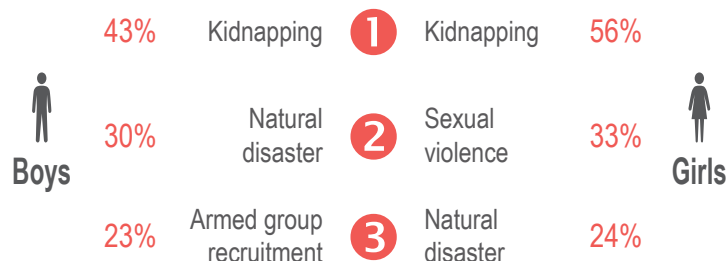 43% Kidnapping 1 Kidnapping 56%
30% Natural disaster 2 Sexual violence 33%
Boys Girls
23% Armed group recruitment 3 Natural disaster 24%